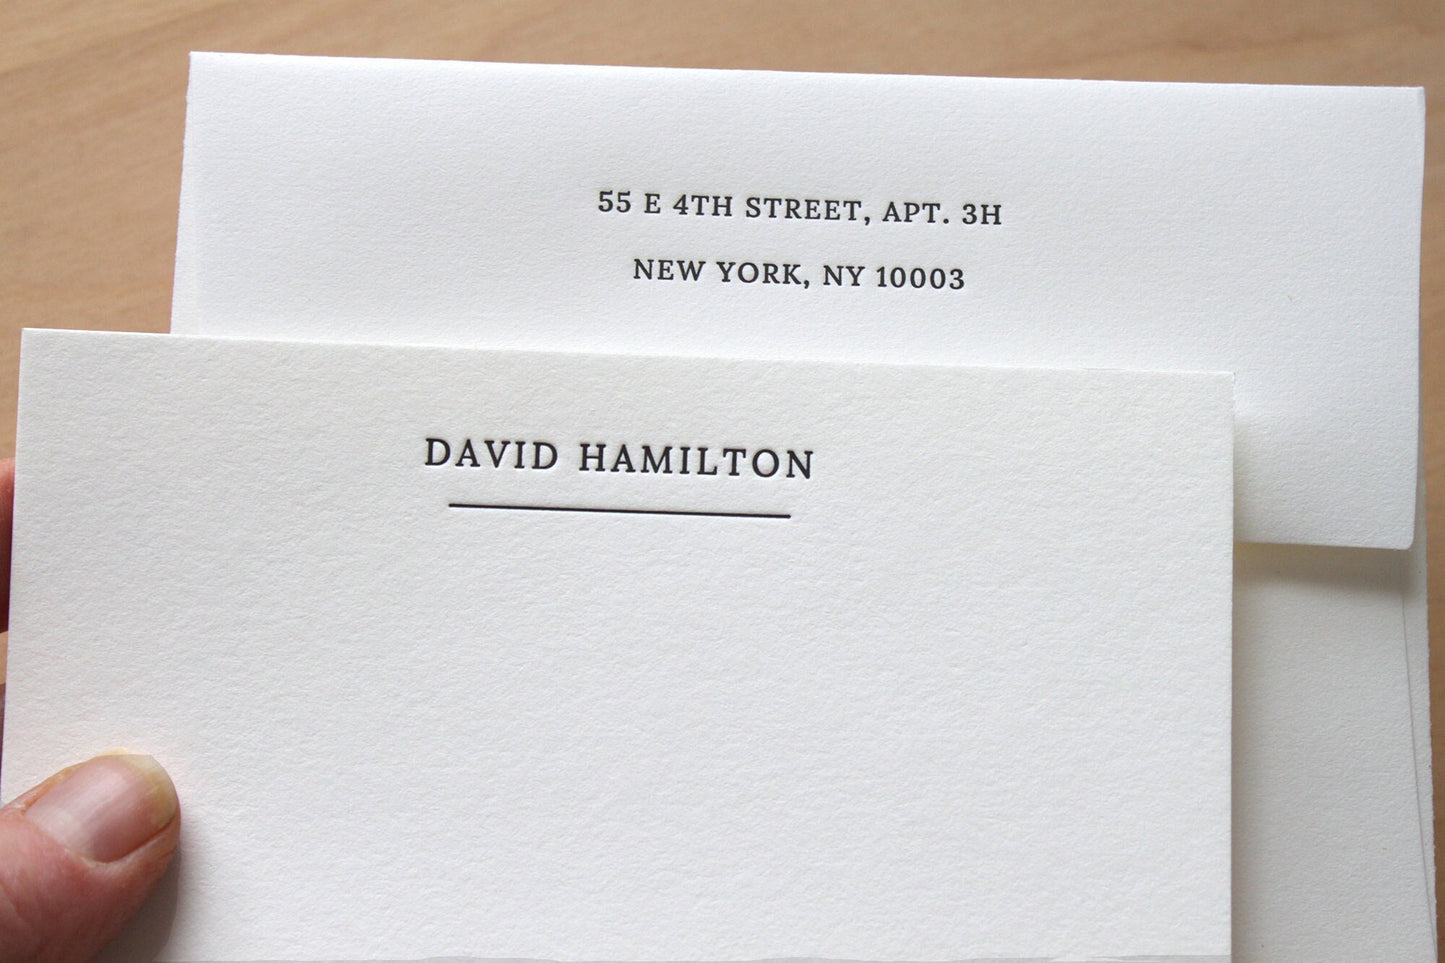 55 E 4TH STREET, APT. 3H
NEW YORK, NY 10003
DAVID HAMILTON